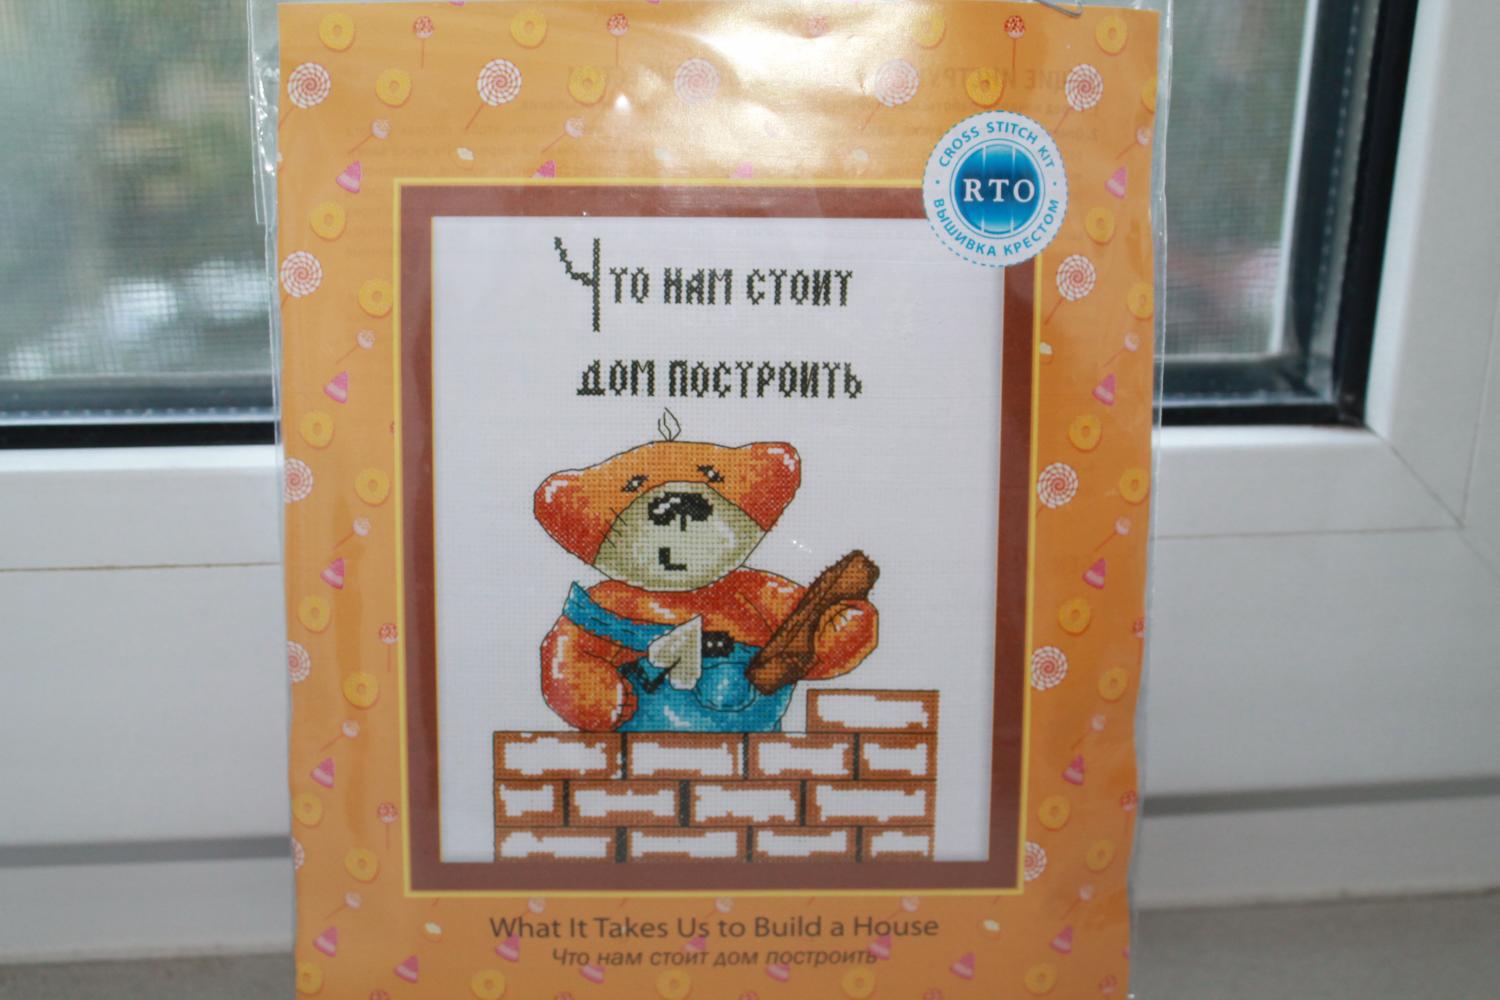 CROSS STITCH KIT
RTO
ВЫШИВКА КРЕСТОМ
Что нам стоит
дом построить
What It Takes Us to Build a House
Что нам стоит дом построить